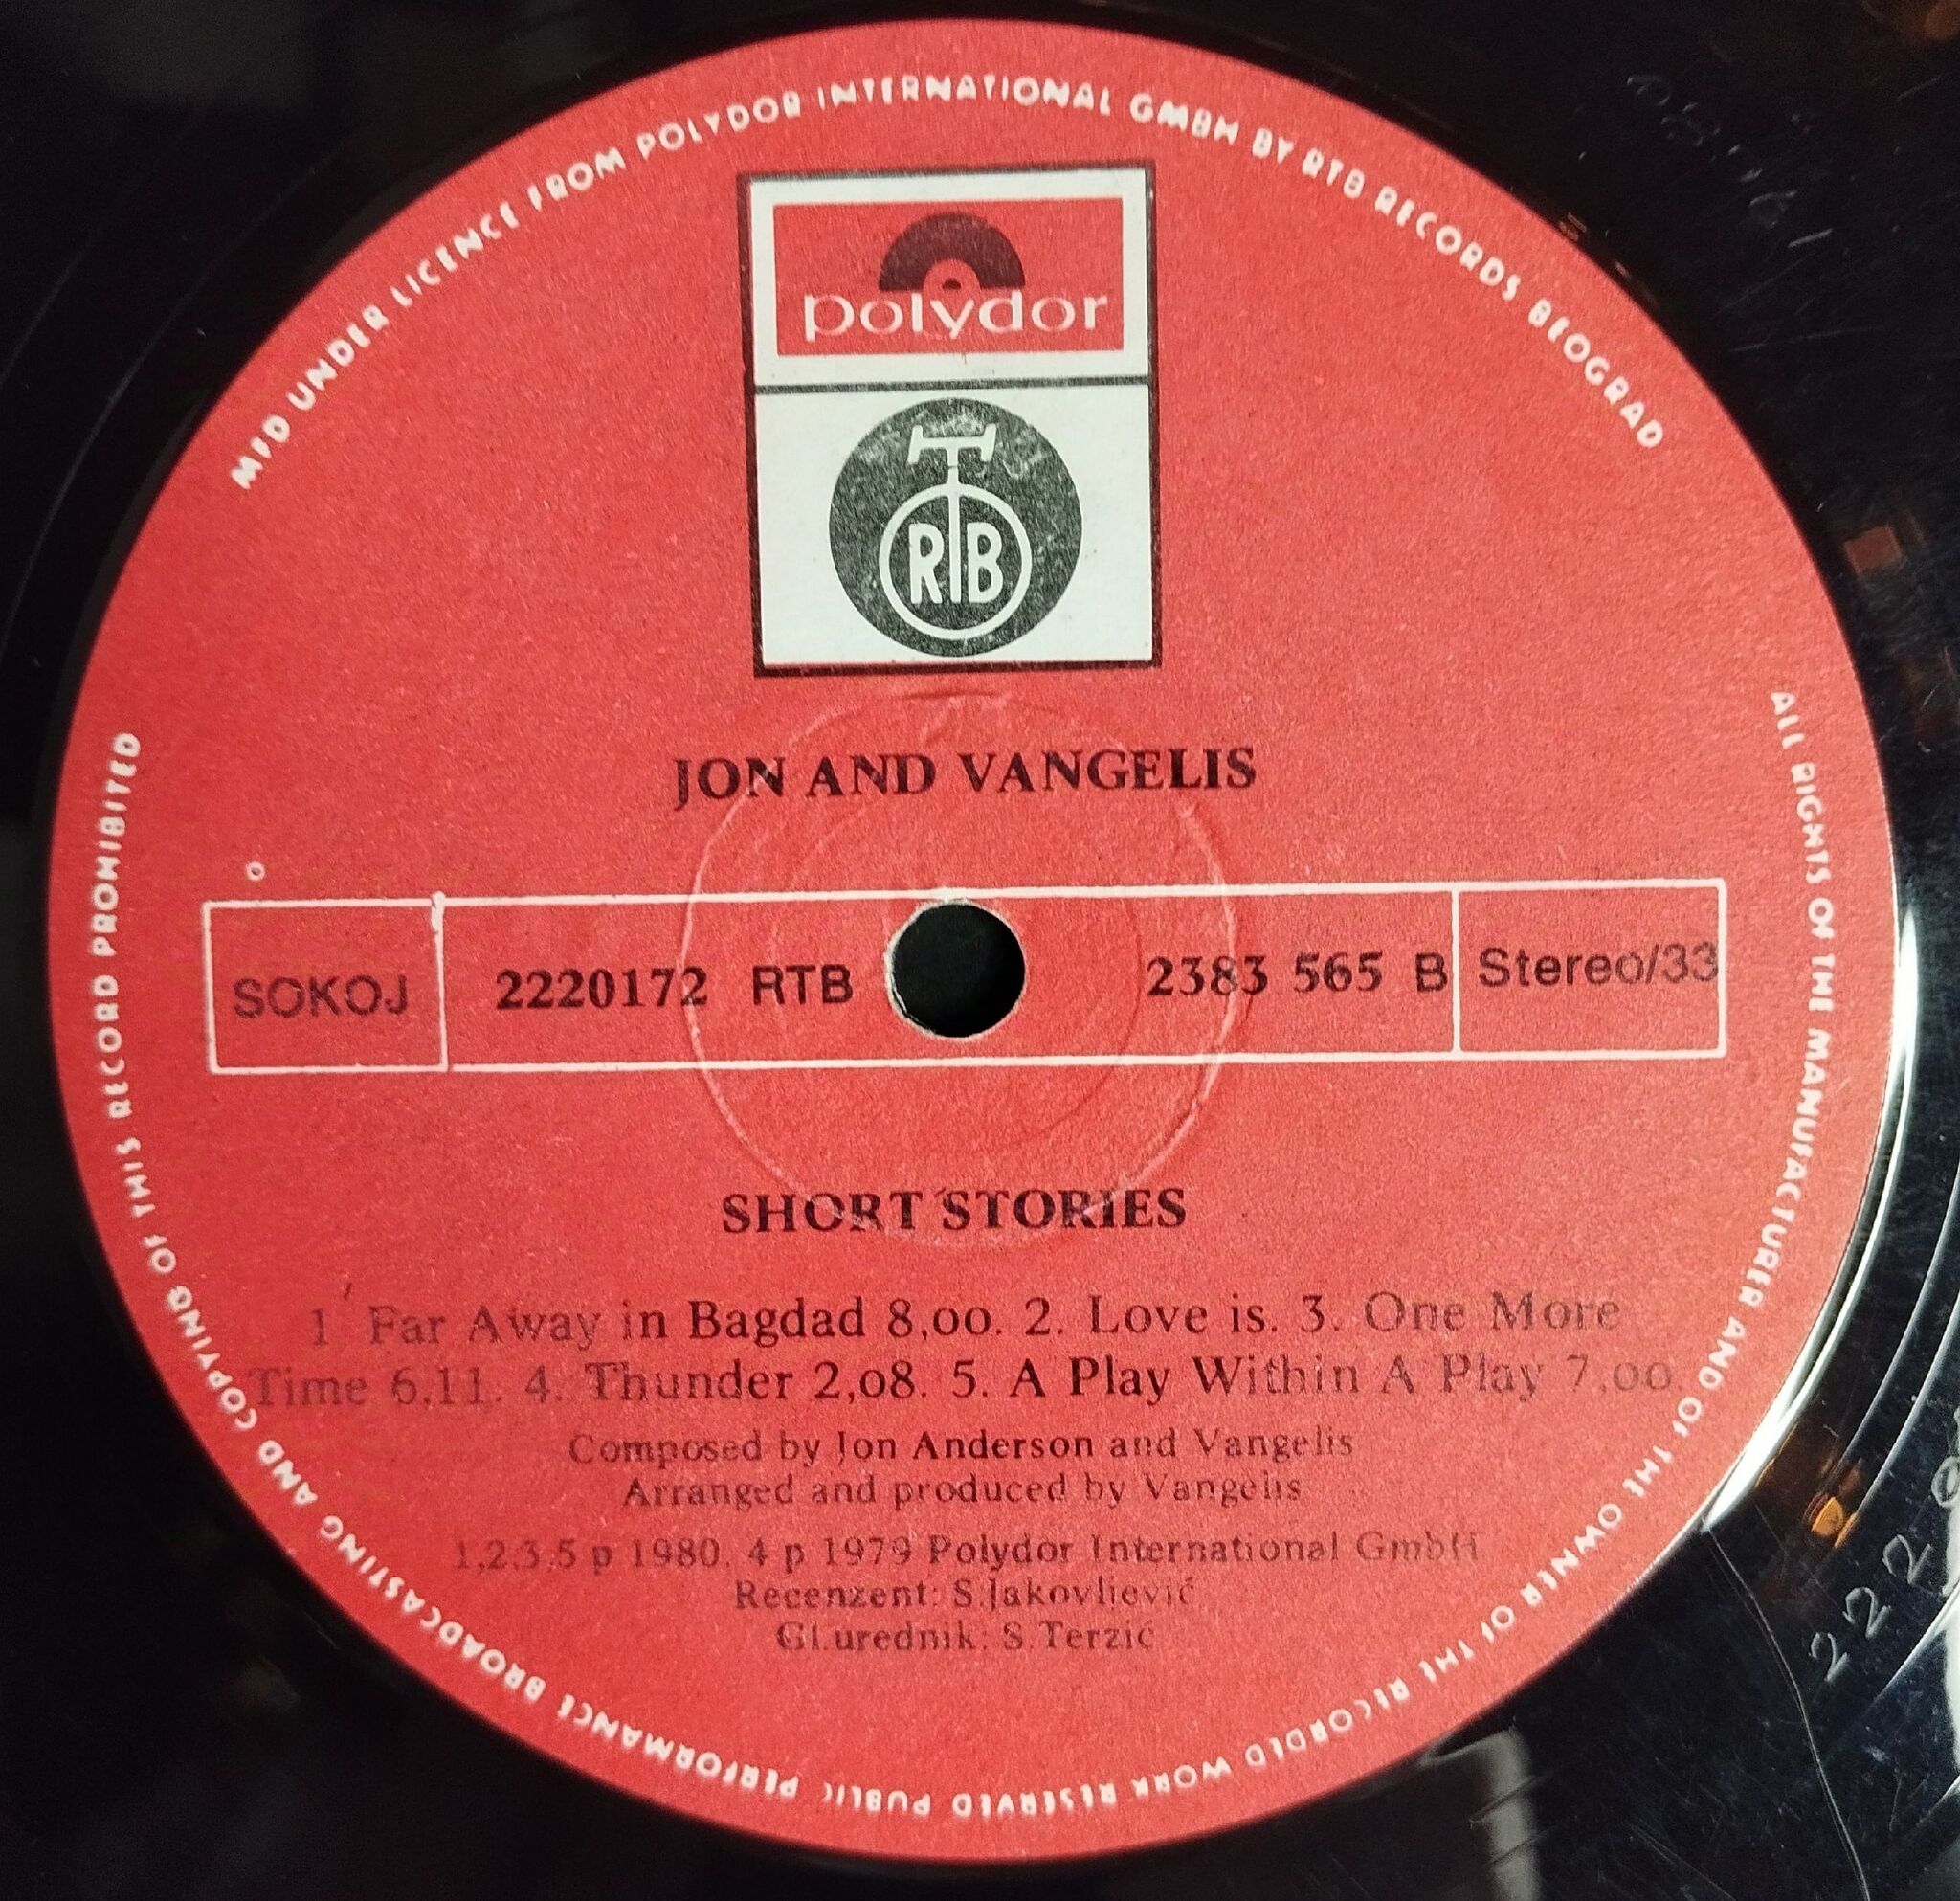 MFD UNDER LICENCE FROM POLYDOR INTERNATIONAL GMBH BY RTB RECORDS BEOGRAD
polydor
RTB
JON AND VANGELIS
SOKOJ 2220172 RTB 2383 565 B Stereo/33
SHORT STORIES
1 Far Away in Bagdad 8,oo. 2. Love is. 3. One More
Time 6,11. 4. Thunder 2,o8. 5. A Play Within A Play 7,oo
Composed by Jon Anderson and Vangelis
Arranged and produced by Vangelis
1,2,3,5 p 1980. 4 p 1979 Polydor International GmbH
Recenzent: S.Jakovljević
Gl.urednik: S.Terzić
ALL RIGHTS OF THE MANUFACTURER AND OF THE OWNER OF THE RECORDED WORK RESERVED PUBLIC PERFORMANCE BROADCASTING AND COPYING OF THIS RECORD PROHIBITED